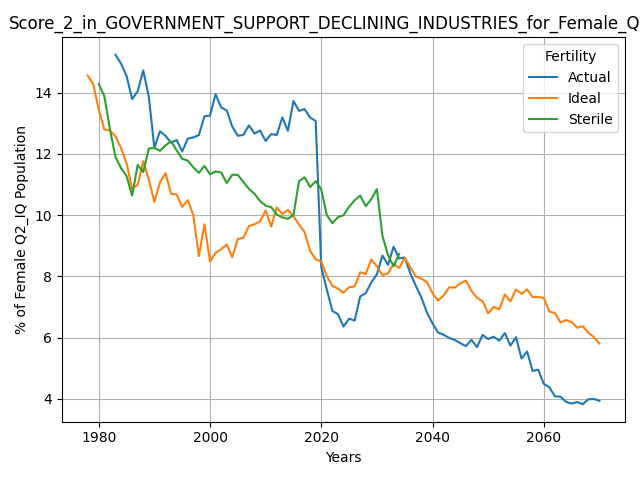 Score_2_in_GOVERNMENT_SUPPORT_DECLINING_INDUSTRIES_for_Female_Q
Fertility
Actual
Ideal
Sterile
% of Female Q2_IQ Population
14
12
10
8
6
4
1980 2000 2020 2040 2060
Years